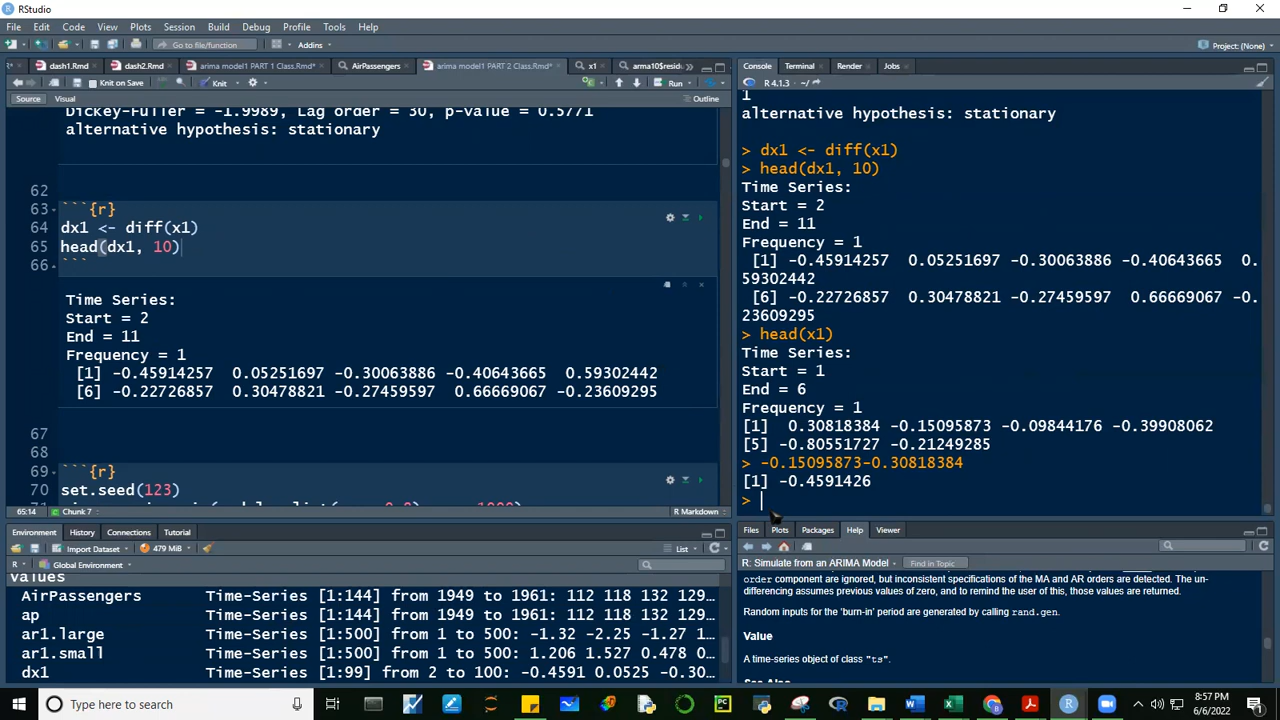 RStudio
File Edit Code View Plots Session Build Debug Profile Tools Help
Go to file/function Addins Project: (None)
dash1.Rmd dash2.Rmd arima model1 PART 1 Class.Rmd* AirPassengers arima model1 PART 2 Class.Rmd* x1 arma10$resid
Knit on Save Knit Run
Source Visual Outline
Dickey-Fuller = -1.9989, Lag order = 30, p-value = 0.5771
alternative hypothesis: stationary
62
63 ```{r}
64 dx1 <- diff(x1)
65 head(dx1, 10)
66 ```
Time Series:
Start = 2
End = 11
Frequency = 1
[1] -0.45914257 0.05251697 -0.30063886 -0.40643665 0.59302442
[6] -0.22726857 0.30478821 -0.27459597 0.66669067 -0.23609295
67
68
69 ```{r}
70 set.seed(123)
65:14 Chunk 7 R Markdown
Console Terminal Render Jobs
R 4.1.3 · ~/
1
alternative hypothesis: stationary
> dx1 <- diff(x1)
> head(dx1, 10)
Time Series:
Start = 2
End = 11
Frequency = 1
[1] -0.45914257 0.05251697 -0.30063886 -0.40643665 0.
59302442
[6] -0.22726857 0.30478821 -0.27459597 0.66669067 -0.
23609295
> head(x1)
Time Series:
Start = 1
End = 6
Frequency = 1
[1] 0.30818384 -0.15095873 -0.09844176 -0.39908062
[5] -0.80551727 -0.21249285
> -0.15095873-0.30818384
[1] -0.4591426
>
Environment History Connections Tutorial
Import Dataset 479 MiB List
R Global Environment
values
AirPassengers Time-Series [1:144] from 1949 to 1961: 112 118 132 129…
ap Time-Series [1:144] from 1949 to 1961: 112 118 132 129…
ar1.large Time-Series [1:500] from 1 to 500: -1.32 -2.25 -1.27 1…
ar1.small Time-Series [1:500] from 1 to 500: 1.206 1.527 0.478 0…
dx1 Time-Series [1:99] from 2 to 100: -0.4591 0.0525 -0.30…
Files Plots Packages Help Viewer
R: Simulate from an ARIMA Model Find in Topic
order component are ignored, but inconsistent specifications of the MA and AR orders are detected. The un-
differencing assumes previous values of zero, and to remind the user of this, those values are returned.
Random inputs for the 'burn-in' period are generated by calling rand.gen.
Value
A time-series object of class "ts".
See Also
Type here to search
8:57 PM
6/6/2022